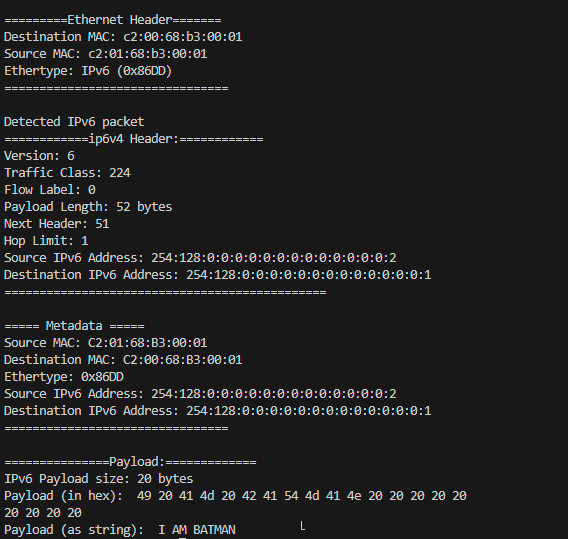 =========Ethernet Header=======
Destination MAC: c2:00:68:b3:00:01
Source MAC: c2:01:68:b3:00:01
Ethertype: IPv6 (0x86DD)
================================
Detected IPv6 packet
============ip6v4 Header:============
Version: 6
Traffic Class: 224
Flow Label: 0
Payload Length: 52 bytes
Next Header: 51
Hop Limit: 1
Source IPv6 Address: 254:128:0:0:0:0:0:0:0:0:0:0:0:0:0:2
Destination IPv6 Address: 254:128:0:0:0:0:0:0:0:0:0:0:0:0:0:1
==============================================
===== Metadata =====
Source MAC: C2:01:68:B3:00:01
Destination MAC: C2:00:68:B3:00:01
Ethertype: 0x86DD
Source IPv6 Address: 254:128:0:0:0:0:0:0:0:0:0:0:0:0:0:2
Destination IPv6 Address: 254:128:0:0:0:0:0:0:0:0:0:0:0:0:0:1
================================
===============Payload:=============
IPv6 Payload size: 20 bytes
Payload (in hex):  49 20 41 4d 20 42 41 54 4d 41 4e 20 20 20 20 20
20 20 20 20
Payload (as string):  I AM BATMAN